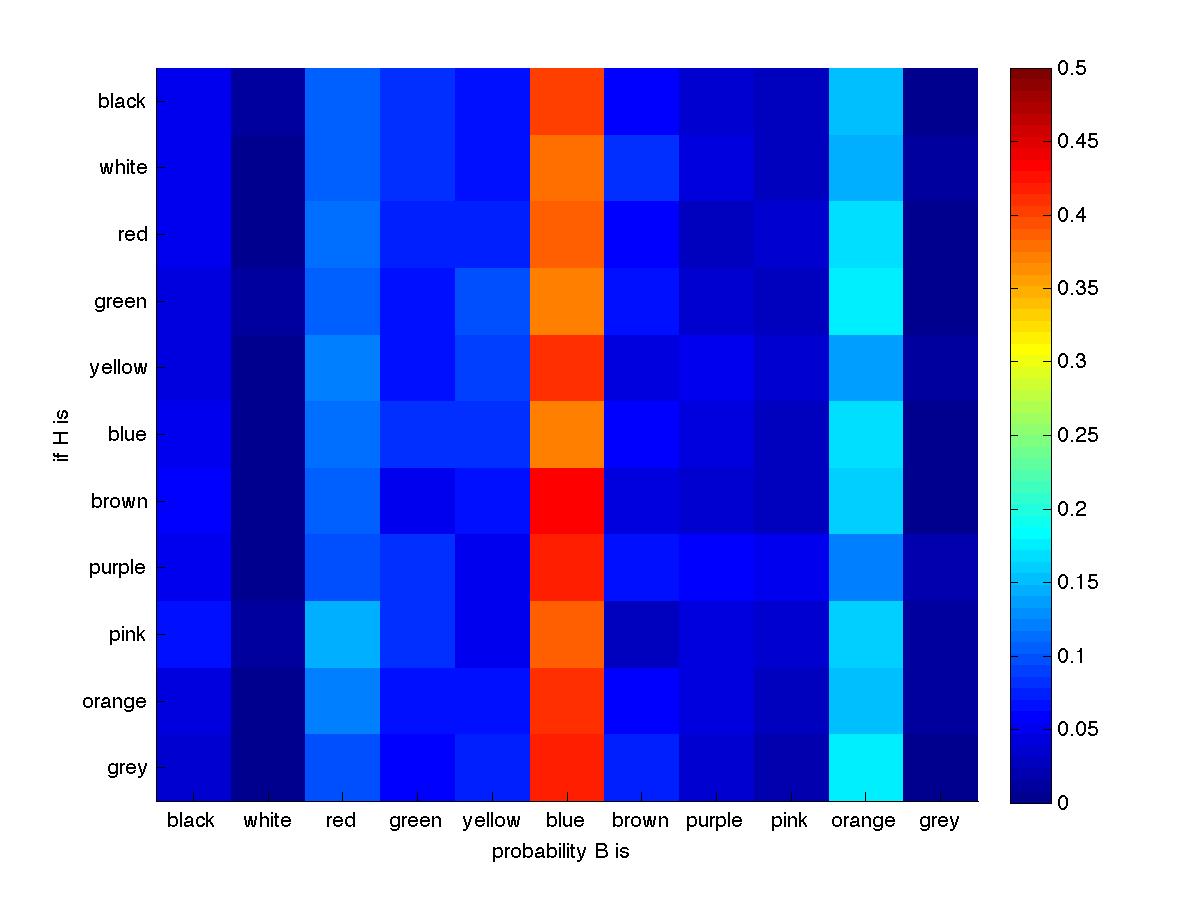 if H is
black
white
red
green
yellow
blue
brown
purple
pink
orange
grey
black white red green yellow blue brown purple pink orange grey
probability B is
0.5
0.45
0.4
0.35
0.3
0.25
0.2
0.15
0.1
0.05
0